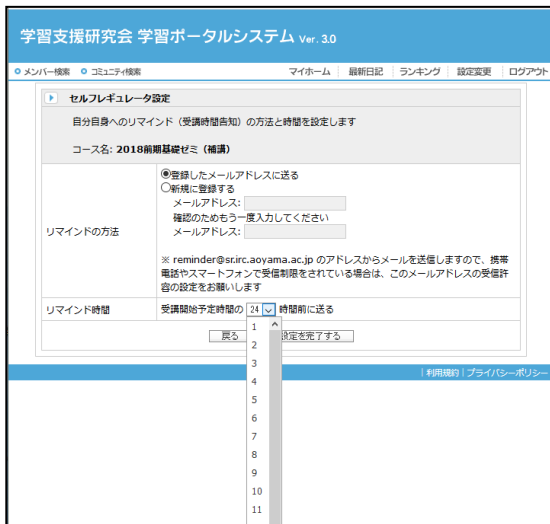 学習支援研究会 学習ポータルシステム Ver. 3.0
メンバー検索 コミュニティ検索 マイホーム 最新日記 ランキング 設定変更 ログアウト
セルフレギュレータ設定
自分自身へのリマインド（受講時間告知）の方法と時間を設定します
コース名: 2018前期基礎ゼミ（補講）
リマインドの方法
登録したメールアドレスに送る
新規に登録する
メールアドレス:
確認のためもう一度入力してください
メールアドレス:
※ reminder@sr.irc.aoyama.ac.jp のアドレスからメールを送信しますので、携帯
電話やスマートフォンで受信制限をされている場合は、このメールアドレスの受信許
容の設定をお願いします
リマインド時間 受講開始予定時間の 24 時間前に送る
戻る 設定を完了する
1
2
3
4
5
6
7
8
9
10
11
| 利用規約 | プライバシーポリシー